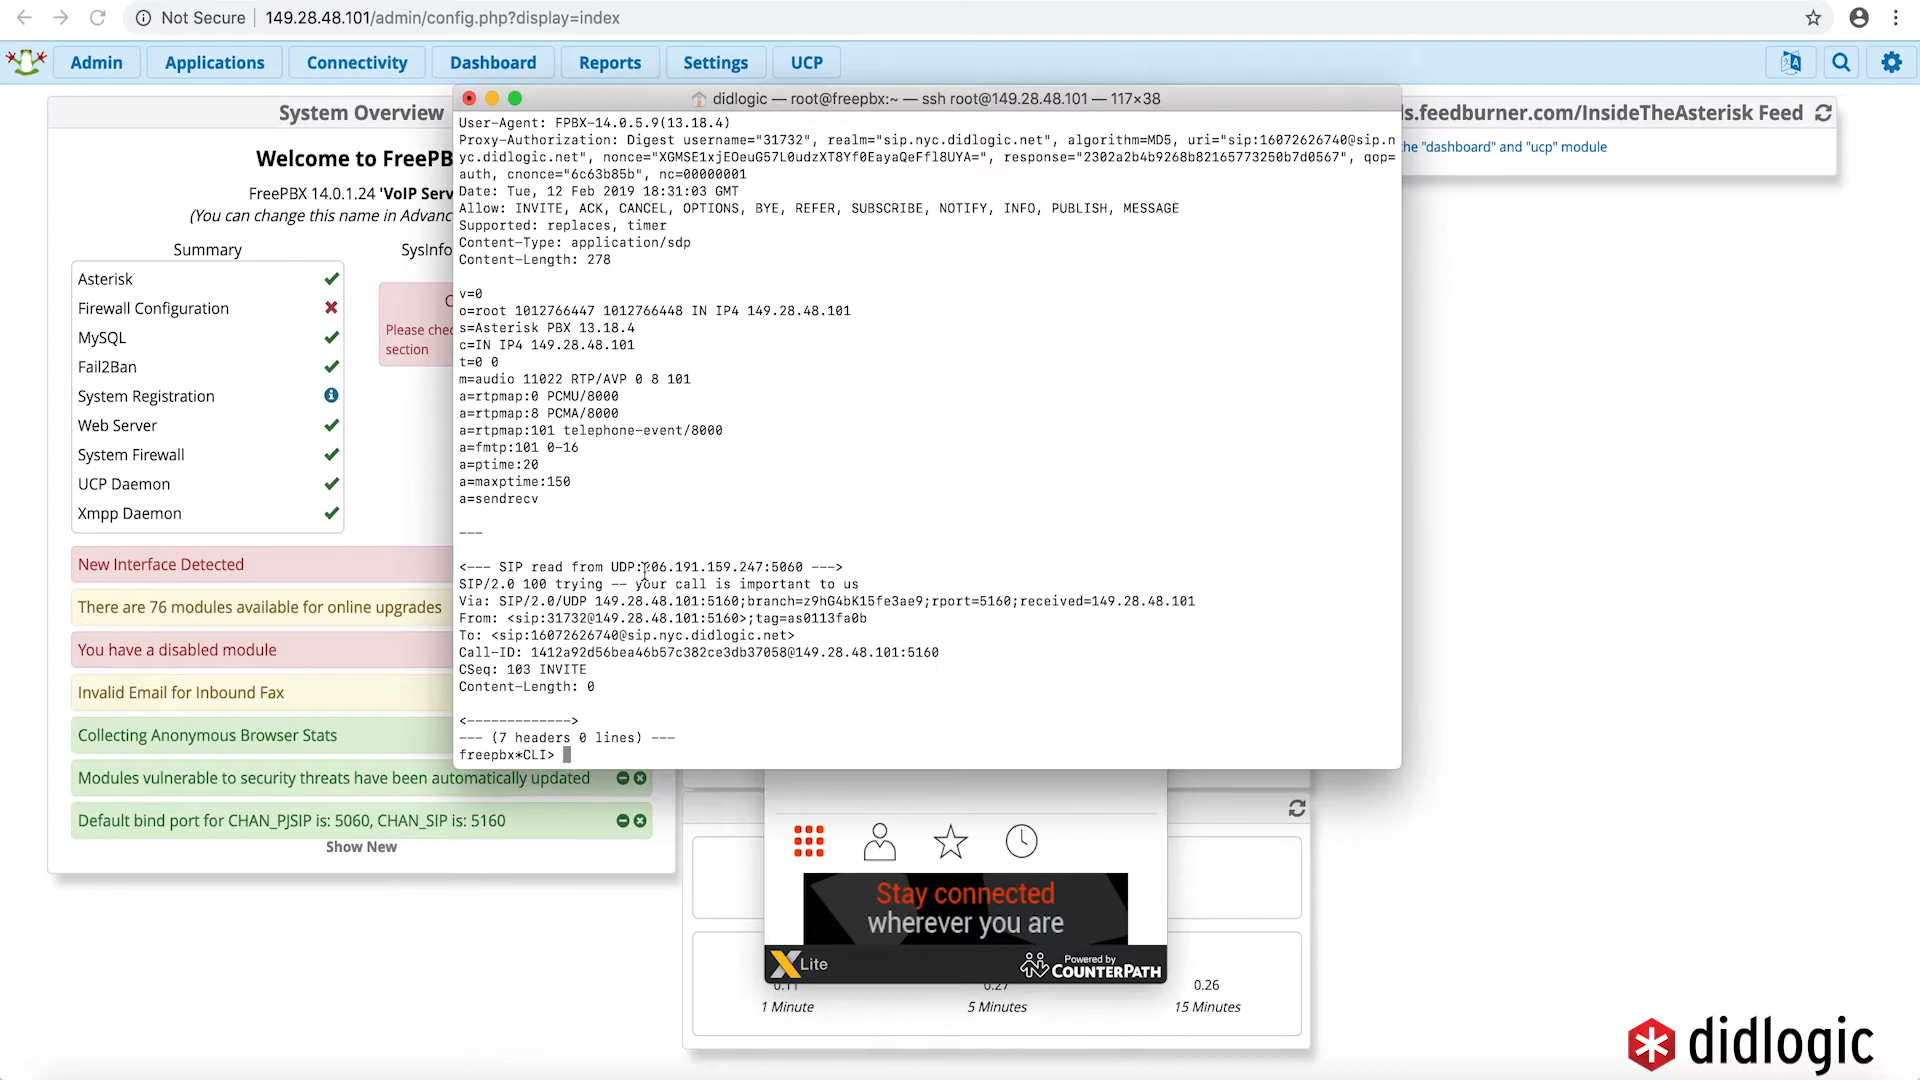 Not Secure
149.28.48.101/admin/config.php?display=index
Admin
Applications
Connectivity
Dashboard
Reports
Settings
UCP
System Overview
Welcome to FreePB
FreePBX 14.0.1.24 'VoIP Serv
(You can change this name in Advanc
Summary
SysInfo
Asterisk
Firewall Configuration
MySQL
Fail2Ban
System Registration
Web Server
System Firewall
UCP Daemon
Xmpp Daemon
Please chec
section
New Interface Detected
There are 76 modules available for online upgrades
You have a disabled module
Invalid Email for Inbound Fax
Collecting Anonymous Browser Stats
Modules vulnerable to security threats have been automatically updated
Default bind port for CHAN_PJSIP is: 5060, CHAN_SIP is: 5160
Show New
didlogic — root@freepbx:~ — ssh root@149.28.48.101 — 117×38
User-Agent: FPBX-14.0.5.9(13.18.4)
Proxy-Authorization: Digest username="31732", realm="sip.nyc.didlogic.net", algorithm=MD5, uri="sip:16072626740@sip.n
yc.didlogic.net", nonce="XGMSE1xjEOeuG57L0udzXT8Yf0EayaQeFfl8UYA=", response="2302a2b4b9268b82165773250b7d0567", qop=
auth, cnonce="6c63b85b", nc=00000001
Date: Tue, 12 Feb 2019 18:31:03 GMT
Allow: INVITE, ACK, CANCEL, OPTIONS, BYE, REFER, SUBSCRIBE, NOTIFY, INFO, PUBLISH, MESSAGE
Supported: replaces, timer
Content-Type: application/sdp
Content-Length: 278
v=0
o=root 1012766447 1012766448 IN IP4 149.28.48.101
s=Asterisk PBX 13.18.4
c=IN IP4 149.28.48.101
t=0 0
m=audio 11022 RTP/AVP 0 8 101
a=rtpmap:0 PCMU/8000
a=rtpmap:8 PCMA/8000
a=rtpmap:101 telephone-event/8000
a=fmtp:101 0-16
a=ptime:20
a=maxptime:150
a=sendrecv
---
<--- SIP read from UDP:206.191.159.247:5060 --->
SIP/2.0 100 trying -- your call is important to us
Via: SIP/2.0/UDP 149.28.48.101:5160;branch=z9hG4bK15fe3ae9;rport=5160;received=149.28.48.101
From: <sip:31732@149.28.48.101:5160>;tag=as0113fa0b
To: <sip:16072626740@sip.nyc.didlogic.net>
Call-ID: 1412a92d56bea46b57c382ce3db37058@149.28.48.101:5160
CSeq: 103 INVITE
Content-Length: 0
<------------->
--- (7 headers 0 lines) ---
freepbx*CLI>
ls.feedburner.com/InsideTheAsterisk Feed
the "dashboard" and "ucp" module
Stay connected
wherever you are
X Lite
Powered by
COUNTERPATH
0.11
0.27
0.26
1 Minute
5 Minutes
15 Minutes
didlogic